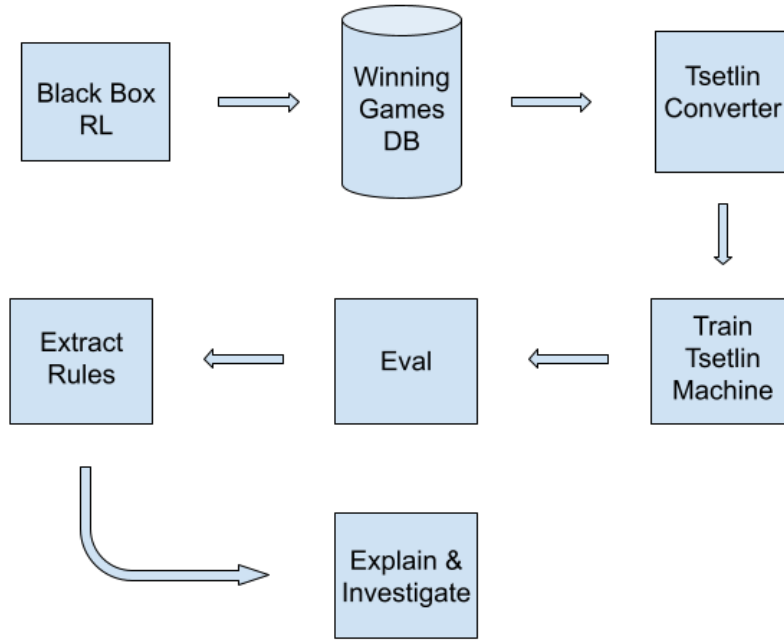 Black Box
RL
Winning
Games
DB
Tsetlin
Converter
Extract
Rules
Eval
Train
Tsetlin
Machine
Explain &
Investigate